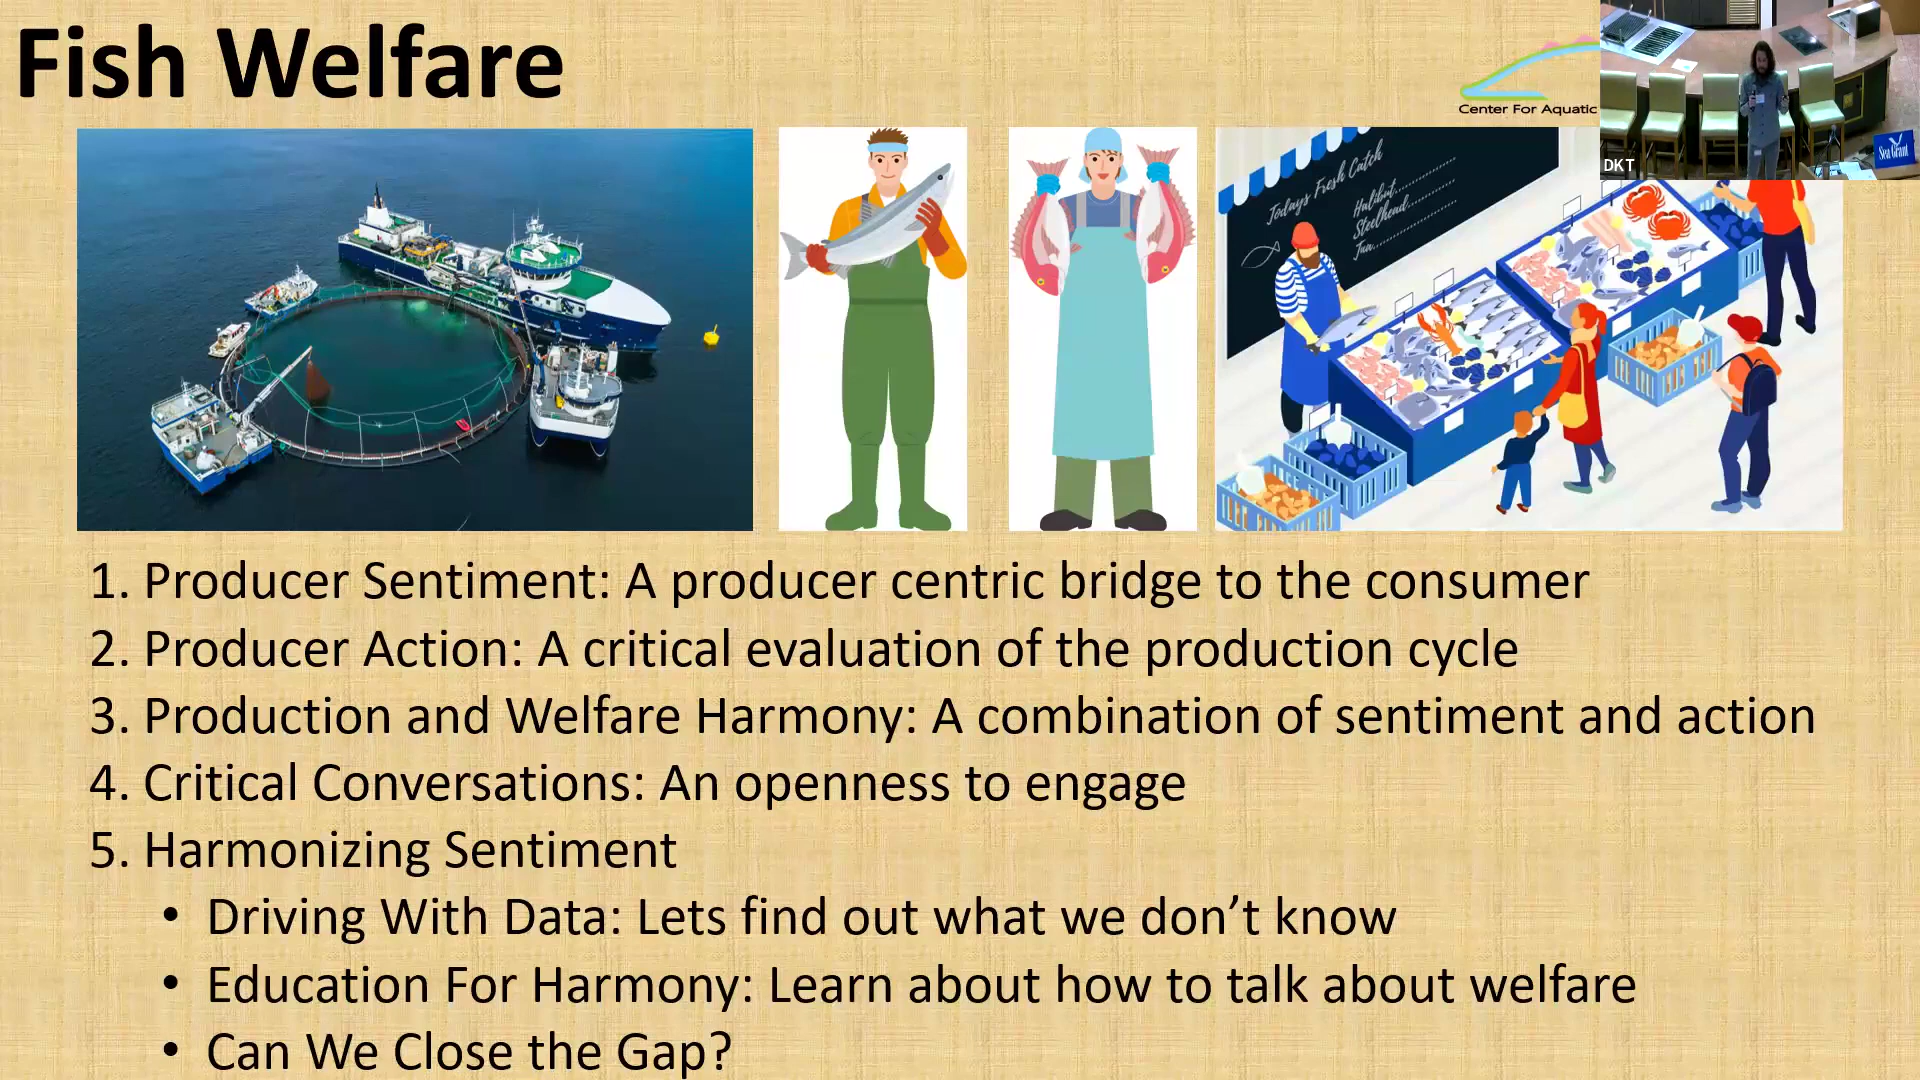 Fish Welfare
Center For Aquatic
DKT
Sea Grant
Todays Fresh Catch
Halibut
Steelhead
1. Producer Sentiment: A producer centric bridge to the consumer
2. Producer Action: A critical evaluation of the production cycle
3. Production and Welfare Harmony: A combination of sentiment and action
4. Critical Conversations: An openness to engage
5. Harmonizing Sentiment
• Driving With Data: Lets find out what we don’t know
• Education For Harmony: Learn about how to talk about welfare
• Can We Close the Gap?